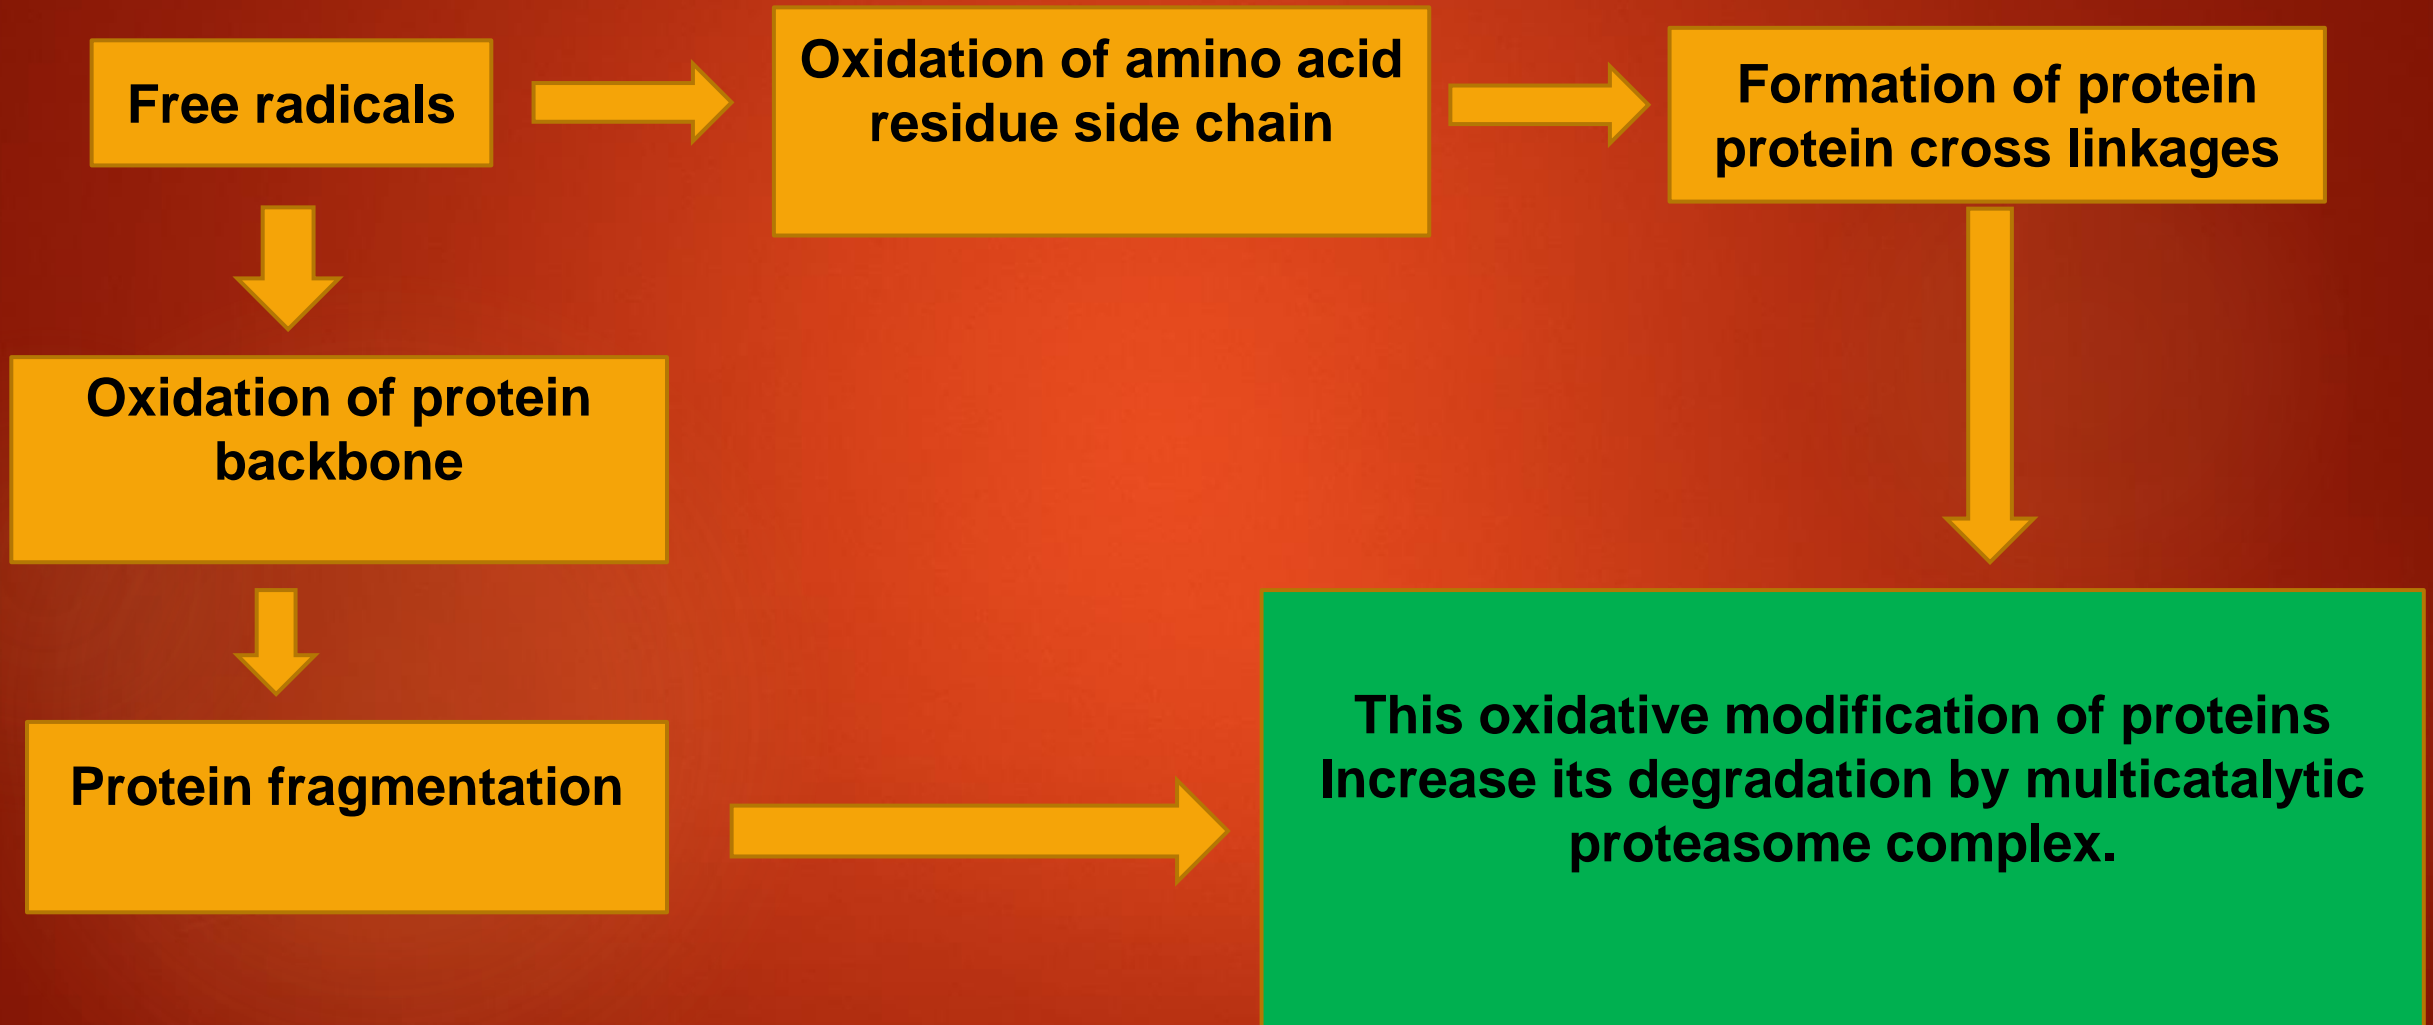 Free radicals
Oxidation of amino acid
residue side chain
Formation of protein
protein cross linkages
Oxidation of protein
backbone
Protein fragmentation
This oxidative modification of proteins
Increase its degradation by multicatalytic
proteasome complex.